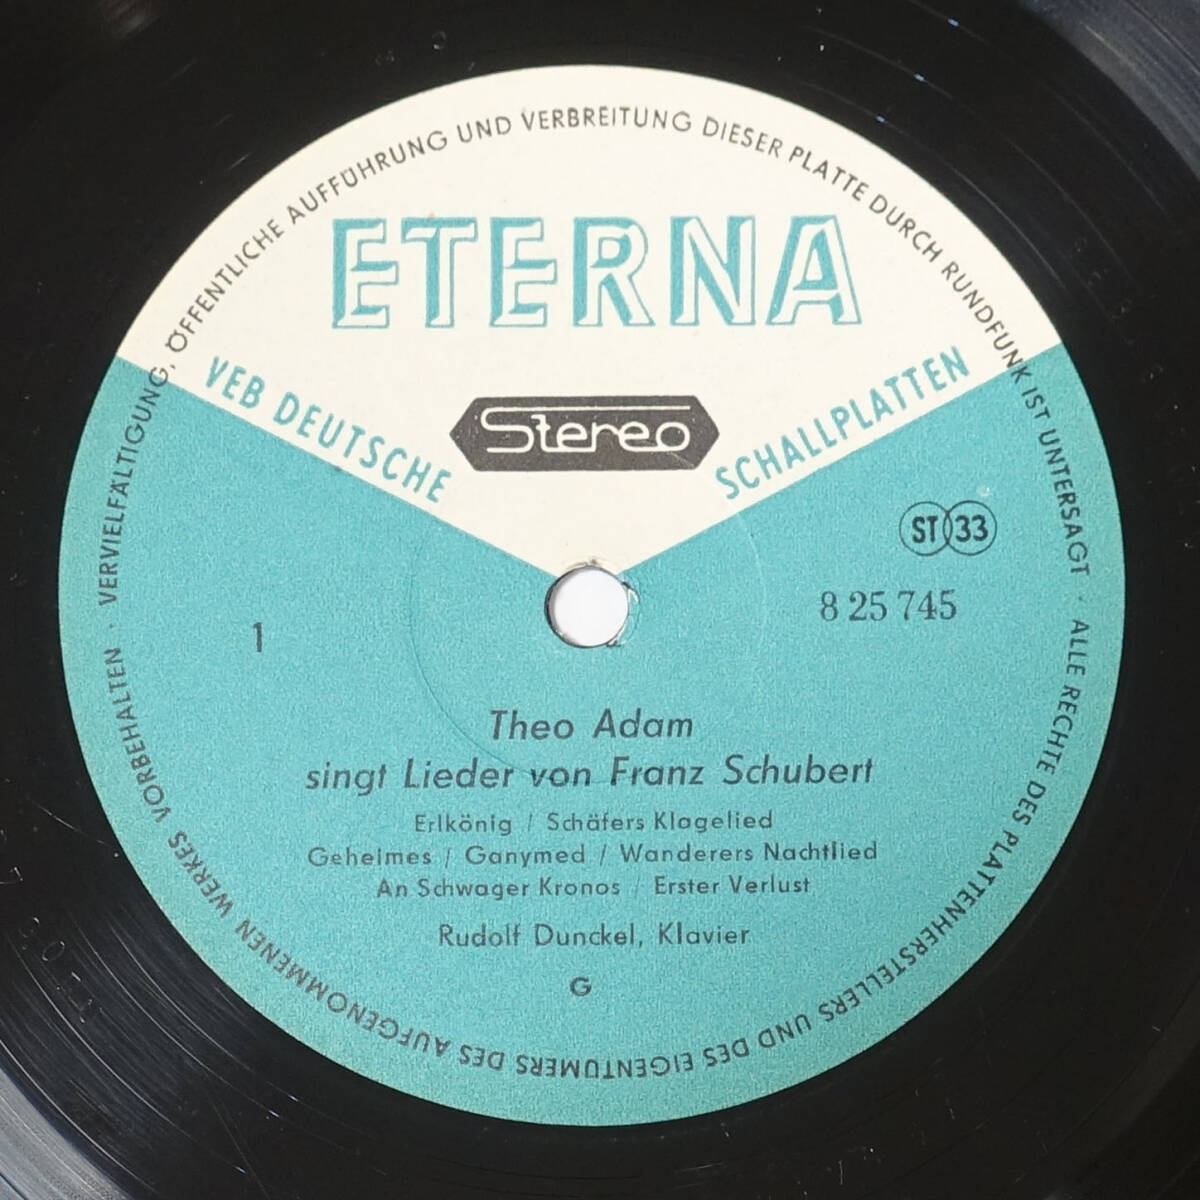 ETERNA
VEB DEUTSCHE SCHALLPLATTEN
Stereo
ST 33
8 25 745
1
Theo Adam
singt Lieder von Franz Schubert
Erlkönig / Schäfers Klagelied
Geheimes / Ganymed / Wanderers Nachtlied
An Schwager Kronos / Erster Verlust
Rudolf Dunckel, Klavier
G
ALLE RECHTE DES PLATTENHERSTELLERS UND DES EIGENTÜMERS DES AUFGENOMMENEN WERKES VORBEHALTEN · VERVIELFÄLTIGUNG, ÖFFENTLICHE AUFFÜHRUNG UND VERBREITUNG DIESER PLATTE DURCH RUNDFUNK IST UNTERSAGT ·